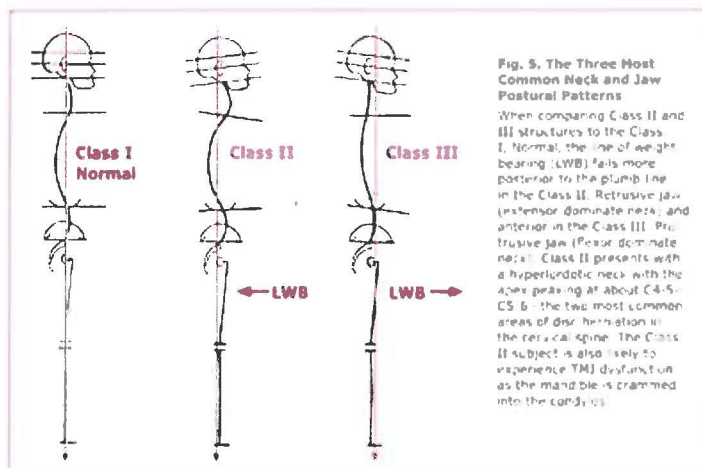 Class I
Normal
Class II
Class III
LWB
LWB
Fig. 5. The Three Most
Common Neck and Jaw
Postural Patterns
When comparing Class II and
III structures to the Class
I, Normal, the line of weight
bearing (LWB) falls more
posterior to the plumb line
in the Class II, Retrusive jaw
(extensor dominate neck) and
anterior in the Class III, Pro
trusive jaw (flexor dominate
neck). Class II presents with
a hyperlordotic neck with the
apex peaking at about C4-5-
C5-6 - the two most common
areas of disc herniation in
the cervical spine. The Class
II subject is also likely to
experience TMJ dysfunction
as the mandible is crammed
into the condyles